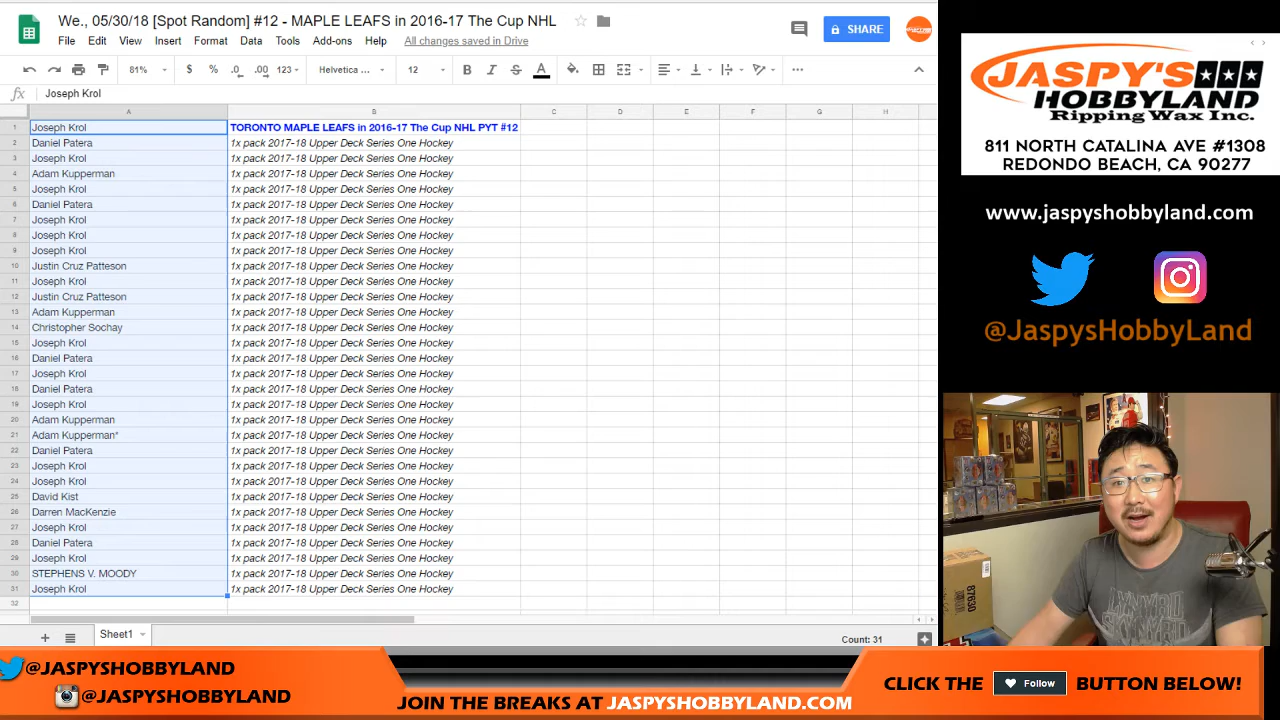 We., 05/30/18 [Spot Random] #12 - MAPLE LEAFS in 2016-17 The Cup NHL
File Edit View Insert Format Data Tools Add-ons Help All changes saved in Drive
SHARE
81% $ % .0 .00 123 Helvetica ... 12 B I S A
fx Joseph Krol
A B C D E F G H
1 Joseph Krol TORONTO MAPLE LEAFS in 2016-17 The Cup NHL PYT #12
2 Daniel Patera 1x pack 2017-18 Upper Deck Series One Hockey
3 Joseph Krol 1x pack 2017-18 Upper Deck Series One Hockey
4 Adam Kupperman 1x pack 2017-18 Upper Deck Series One Hockey
5 Joseph Krol 1x pack 2017-18 Upper Deck Series One Hockey
6 Daniel Patera 1x pack 2017-18 Upper Deck Series One Hockey
7 Joseph Krol 1x pack 2017-18 Upper Deck Series One Hockey
8 Joseph Krol 1x pack 2017-18 Upper Deck Series One Hockey
9 Joseph Krol 1x pack 2017-18 Upper Deck Series One Hockey
10 Justin Cruz Patteson 1x pack 2017-18 Upper Deck Series One Hockey
11 Joseph Krol 1x pack 2017-18 Upper Deck Series One Hockey
12 Justin Cruz Patteson 1x pack 2017-18 Upper Deck Series One Hockey
13 Adam Kupperman 1x pack 2017-18 Upper Deck Series One Hockey
14 Christopher Sochay 1x pack 2017-18 Upper Deck Series One Hockey
15 Joseph Krol 1x pack 2017-18 Upper Deck Series One Hockey
16 Daniel Patera 1x pack 2017-18 Upper Deck Series One Hockey
17 Joseph Krol 1x pack 2017-18 Upper Deck Series One Hockey
18 Daniel Patera 1x pack 2017-18 Upper Deck Series One Hockey
19 Joseph Krol 1x pack 2017-18 Upper Deck Series One Hockey
20 Adam Kupperman 1x pack 2017-18 Upper Deck Series One Hockey
21 Adam Kupperman* 1x pack 2017-18 Upper Deck Series One Hockey
22 Daniel Patera 1x pack 2017-18 Upper Deck Series One Hockey
23 Joseph Krol 1x pack 2017-18 Upper Deck Series One Hockey
24 Joseph Krol 1x pack 2017-18 Upper Deck Series One Hockey
25 David Kist 1x pack 2017-18 Upper Deck Series One Hockey
26 Darren MacKenzie 1x pack 2017-18 Upper Deck Series One Hockey
27 Joseph Krol 1x pack 2017-18 Upper Deck Series One Hockey
28 Daniel Patera 1x pack 2017-18 Upper Deck Series One Hockey
29 Joseph Krol 1x pack 2017-18 Upper Deck Series One Hockey
30 STEPHENS V. MOODY 1x pack 2017-18 Upper Deck Series One Hockey
31 Joseph Krol 1x pack 2017-18 Upper Deck Series One Hockey
32
Sheet1
Count: 31
JASPY'S
HOBBYLAND
Ripping Wax Inc.
811 NORTH CATALINA AVE #1308
REDONDO BEACH, CA 90277
www.jaspyshobbyland.com
@JaspysHobbyLand
87630
LYNYRD
SKYNYRD
@JASPYSHOBBYLAND
@JASPYSHOBBYLAND
JOIN THE BREAKS AT JASPYSHOBBYLAND.COM
CLICK THE Follow BUTTON BELOW!